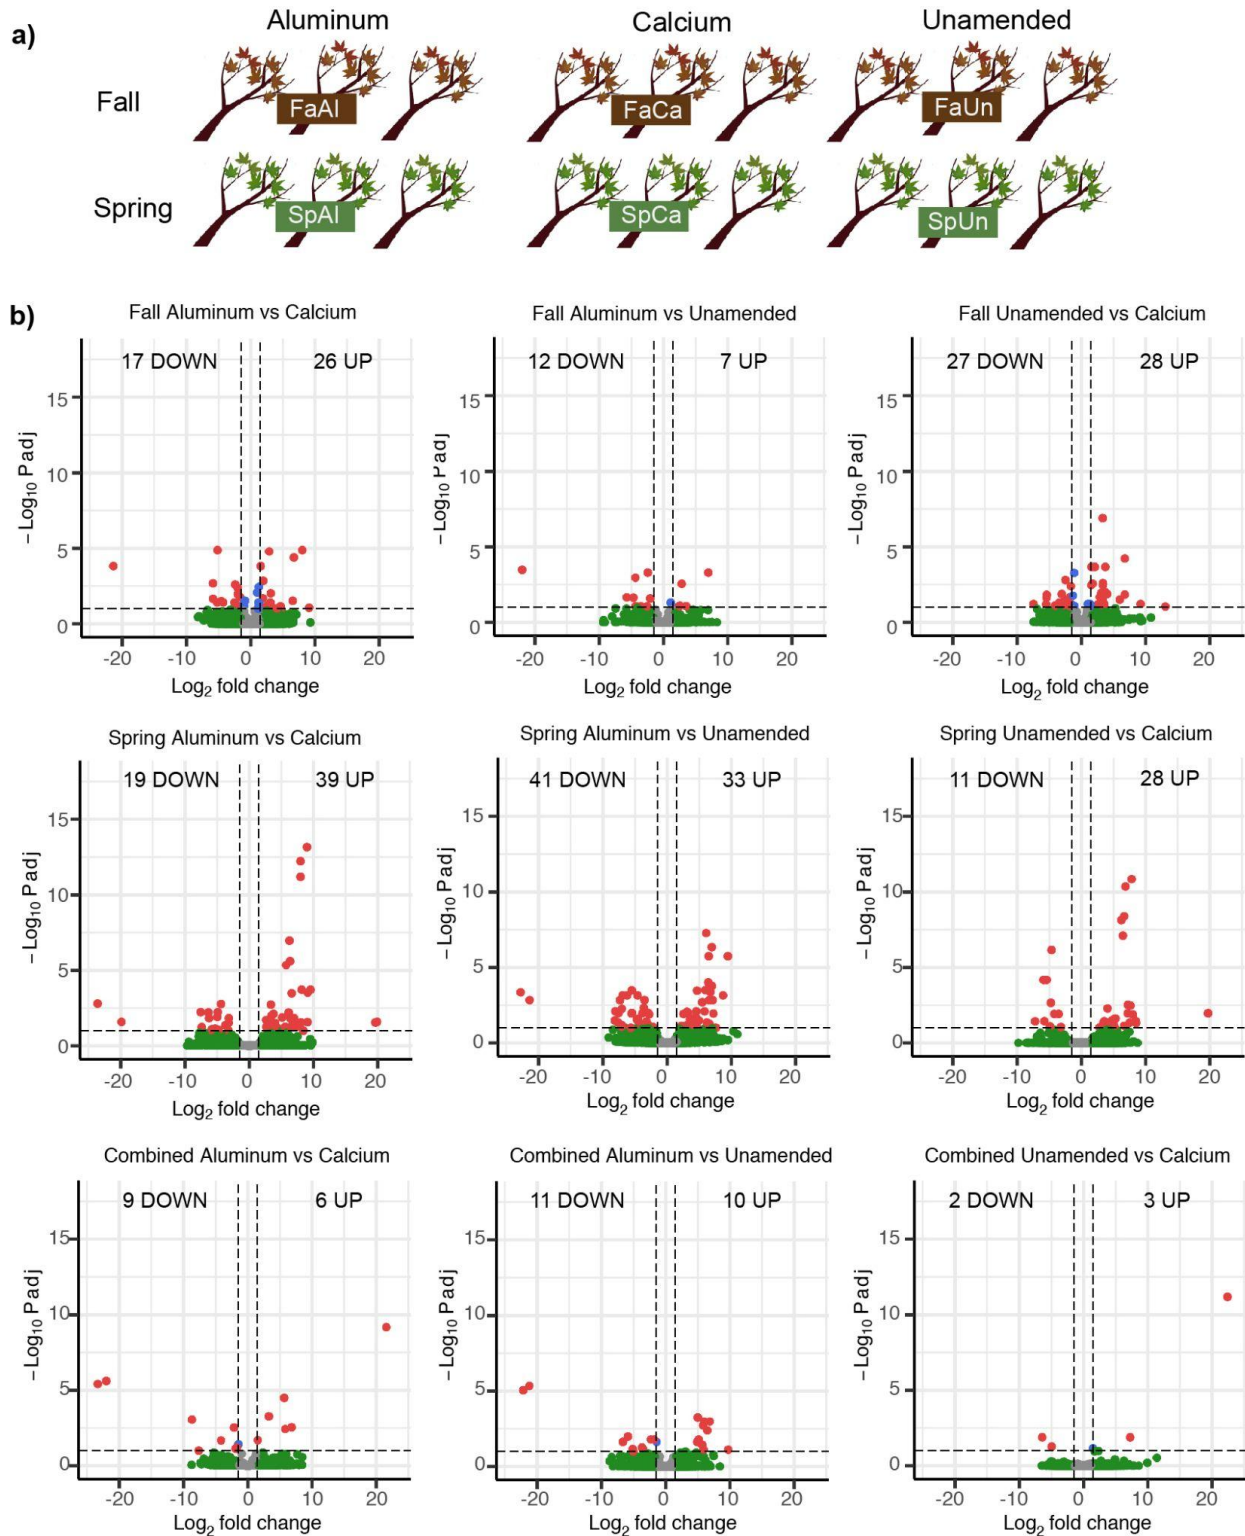 a)
Aluminum Calcium Unamended
Fall FaAl FaCa FaUn
Spring SpAl SpCa SpUn
b)
Fall Aluminum vs Calcium
17 DOWN 26 UP
15
10
5
0
−Log10 Padj
-20 -10 0 10 20
Log2 fold change
Fall Aluminum vs Unamended
12 DOWN 7 UP
15
10
5
0
−Log10 Padj
-20 -10 0 10 20
Log2 fold change
Fall Unamended vs Calcium
27 DOWN 28 UP
15
10
5
0
−Log10 Padj
-20 -10 0 10 20
Log2 fold change
Spring Aluminum vs Calcium
19 DOWN 39 UP
15
10
5
0
−Log10 Padj
-20 -10 0 10 20
Log2 fold change
Spring Aluminum vs Unamended
41 DOWN 33 UP
15
10
5
0
−Log10 Padj
-20 -10 0 10 20
Log2 fold change
Spring Unamended vs Calcium
11 DOWN 28 UP
15
10
5
0
−Log10 Padj
-20 -10 0 10 20
Log2 fold change
Combined Aluminum vs Calcium
9 DOWN 6 UP
15
10
5
0
−Log10 Padj
-20 -10 0 10 20
Log2 fold change
Combined Aluminum vs Unamended
11 DOWN 10 UP
15
10
5
0
−Log10 Padj
-20 -10 0 10 20
Log2 fold change
Combined Unamended vs Calcium
2 DOWN 3 UP
15
10
5
0
−Log10 Padj
-20 -10 0 10 20
Log2 fold change